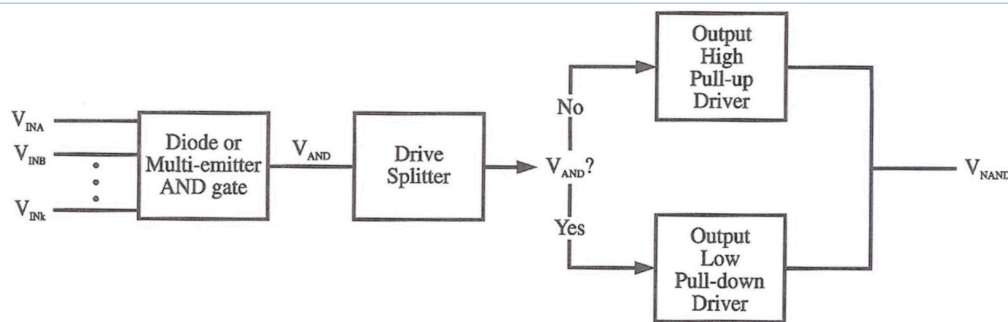 V_INA
V_INB
V_INk
Diode or
Multi-emitter
AND gate
V_AND
Drive
Splitter
V_AND?
No
Yes
Output
High
Pull-up
Driver
Output
Low
Pull-down
Driver
V_NAND